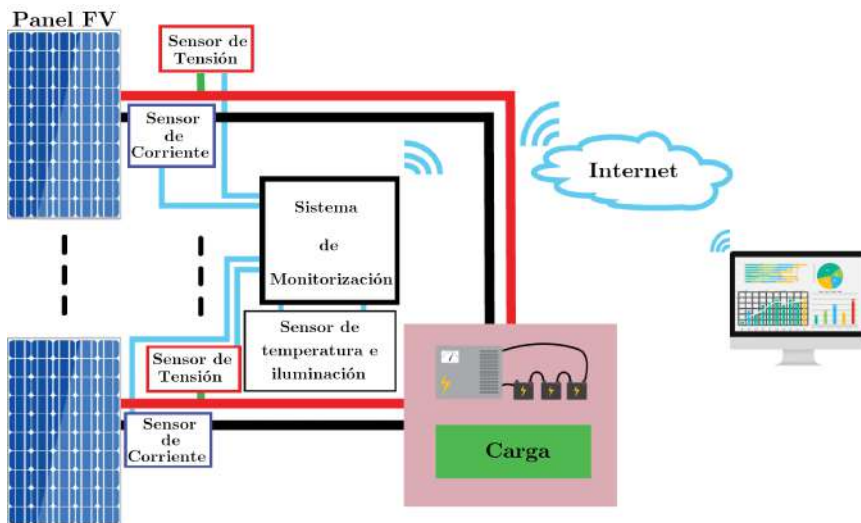 Panel FV
Sensor de
Tensión
Sensor
de
Corriente
Internet
Sistema
de
Monitorización
Sensor de
temperatura e
iluminación
Sensor de
Tensión
Sensor
de
Corriente
Carga